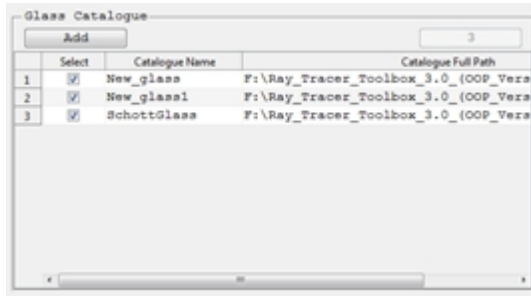 Glass Catalogue
Add 3
Select Catalogue Name Catalogue Full Path
1 New_glass F:\Ray_Tracer_Toolbox_3.0_(OOP_Vers
2 New_glass1 F:\Ray_Tracer_Toolbox_3.0_(OOP_Vers
3 SchottGlass F:\Ray_Tracer_Toolbox_3.0_(OOP_Vers